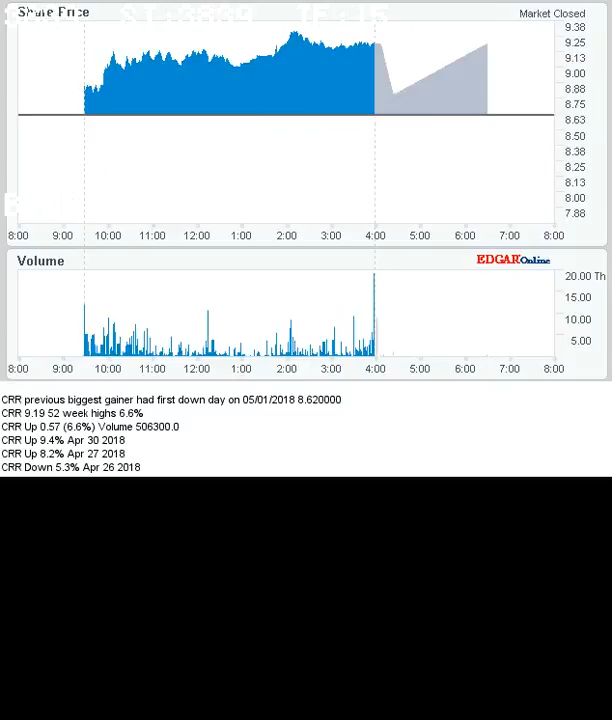 Share Price
Market Closed
9.38
9.25
9.13
9.00
8.88
8.75
8.63
8.50
8.38
8.25
8.13
8.00
7.88
8:00 9:00 10:00 11:00 12:00 1:00 2:00 3:00 4:00 5:00 6:00 7:00 8:00
Volume
EDGAR Online
20.00 Th
15.00
10.00
5.00
8:00 9:00 10:00 11:00 12:00 1:00 2:00 3:00 4:00 5:00 6:00 7:00 8:00
CRR previous biggest gainer had first down day on 05/01/2018 8.620000
CRR 9.19 52 week highs 6.6%
CRR Up 0.57 (6.6%) Volume 506300.0
CRR Up 9.4% Apr 30 2018
CRR Up 8.2% Apr 27 2018
CRR Down 5.3% Apr 26 2018